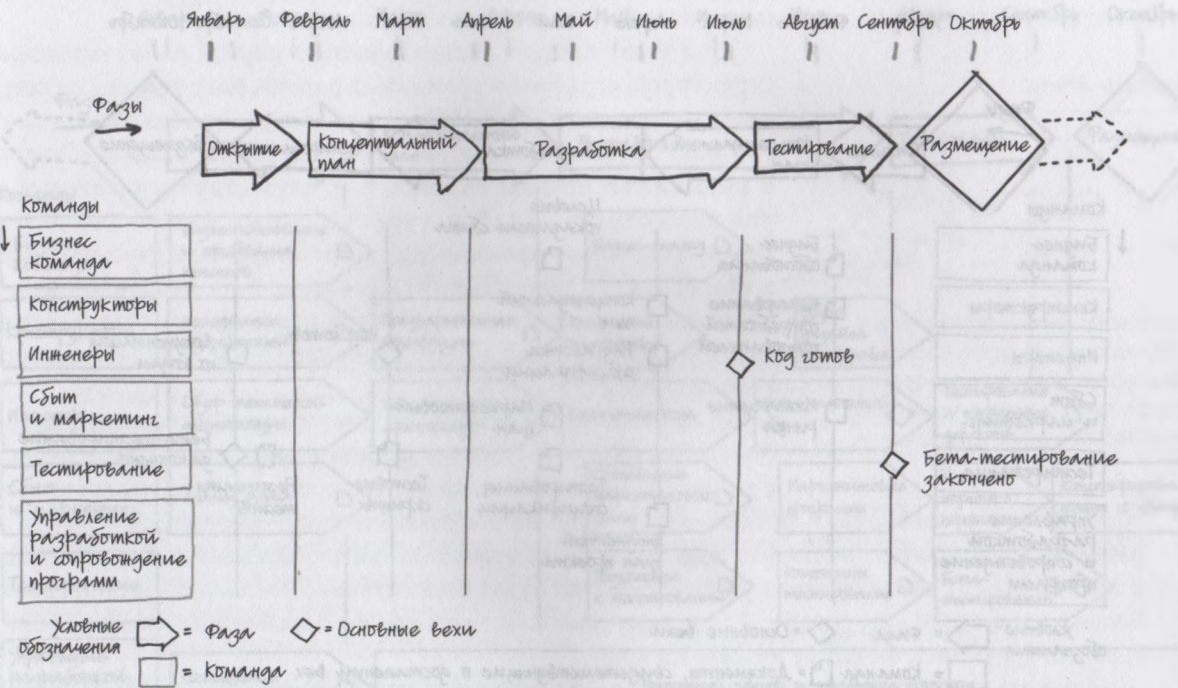 Январь Февраль Март Апрель Май Июнь Июль Август Сентябрь Октябрь
Фазы
Открытие
Концептуальный
план
Разработка
Тестирование
Размещение
Команды
Бизнес-
команда
Конструкторы
Инженеры
Код готов
Сбыт
и маркетинг
Тестирование
Бета-тестирование
закончено
Управление
разработкой
и сопровождение
программ
Условные
обозначения
= Фаза
= Основные вехи
= Команда